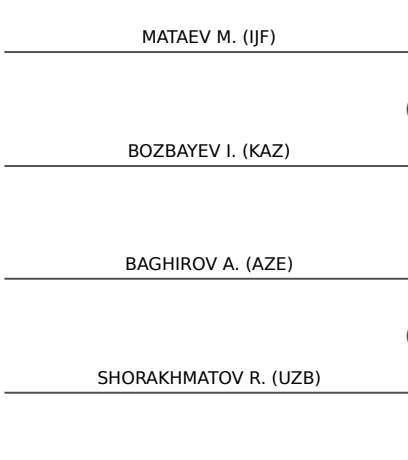 MATAEV M. (IJF)
BOZBAYEV I. (KAZ)
BAGHIROV A. (AZE)
SHORAKHMATOV R. (UZB)